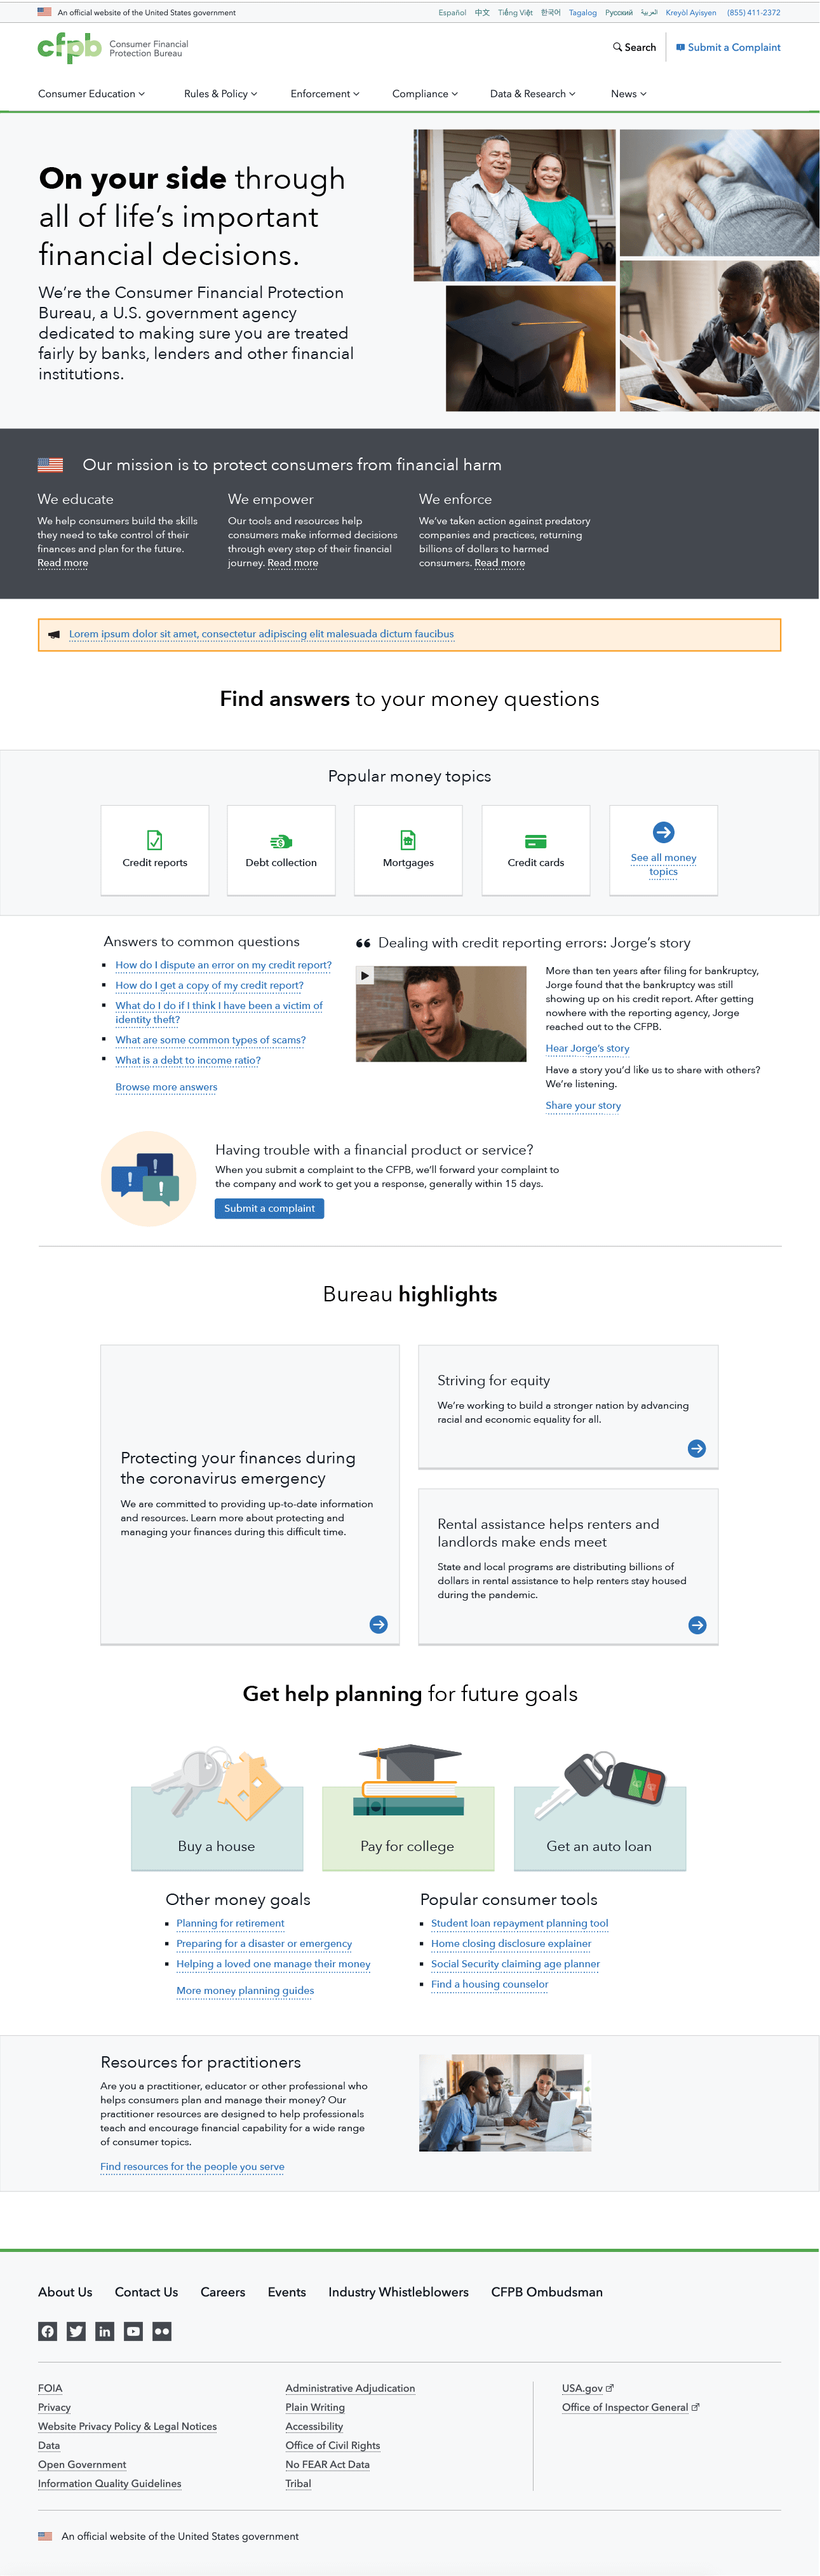 An official website of the United States government
Español 中文 Tiếng Việt 한국어 Tagalog Русский العربية Kreyòl Ayisyen (855) 411-2372
cfpb
Consumer Financial
Protection Bureau
Search
Submit a Complaint
Consumer Education
Rules & Policy
Enforcement
Compliance
Data & Research
News
On your side through
all of life’s important
financial decisions.
We’re the Consumer Financial Protection
Bureau, a U.S. government agency
dedicated to making sure you are treated
fairly by banks, lenders and other financial
institutions.
Our mission is to protect consumers from financial harm
We educate
We help consumers build the skills
they need to take control of their
finances and plan for the future.
Read more
We empower
Our tools and resources help
consumers make informed decisions
through every step of their financial
journey. Read more
We enforce
We’ve taken action against predatory
companies and practices, returning
billions of dollars to harmed
consumers. Read more
Lorem ipsum dolor sit amet, consectetur adipiscing elit malesuada dictum faucibus
Find answers to your money questions
Popular money topics
Credit reports
Debt collection
Mortgages
Credit cards
See all money
topics
Answers to common questions
How do I dispute an error on my credit report?
How do I get a copy of my credit report?
What do I do if I think I have been a victim of
identity theft?
What are some common types of scams?
What is a debt to income ratio?
Browse more answers
Dealing with credit reporting errors: Jorge’s story
More than ten years after filing for bankruptcy,
Jorge found that the bankruptcy was still
showing up on his credit report. After getting
nowhere with the reporting agency, Jorge
reached out to the CFPB.
Hear Jorge’s story
Have a story you’d like us to share with others?
We’re listening.
Share your story
Having trouble with a financial product or service?
When you submit a complaint to the CFPB, we’ll forward your complaint to
the company and work to get you a response, generally within 15 days.
Submit a complaint
Bureau highlights
Protecting your finances during
the coronavirus emergency
We are committed to providing up-to-date information
and resources. Learn more about protecting and
managing your finances during this difficult time.
Striving for equity
We’re working to build a stronger nation by advancing
racial and economic equality for all.
Rental assistance helps renters and
landlords make ends meet
State and local programs are distributing billions of
dollars in rental assistance to help renters stay housed
during the pandemic.
Get help planning for future goals
Buy a house
Pay for college
Get an auto loan
Other money goals
Planning for retirement
Preparing for a disaster or emergency
Helping a loved one manage their money
More money planning guides
Popular consumer tools
Student loan repayment planning tool
Home closing disclosure explainer
Social Security claiming age planner
Find a housing counselor
Resources for practitioners
Are you a practitioner, educator or other professional who
helps consumers plan and manage their money? Our
practitioner resources are designed to help professionals
teach and encourage financial capability for a wide range
of consumer topics.
Find resources for the people you serve
About Us
Contact Us
Careers
Events
Industry Whistleblowers
CFPB Ombudsman
FOIA
Privacy
Website Privacy Policy & Legal Notices
Data
Open Government
Information Quality Guidelines
Administrative Adjudication
Plain Writing
Accessibility
Office of Civil Rights
No FEAR Act Data
Tribal
USA.gov
Office of Inspector General
An official website of the United States government